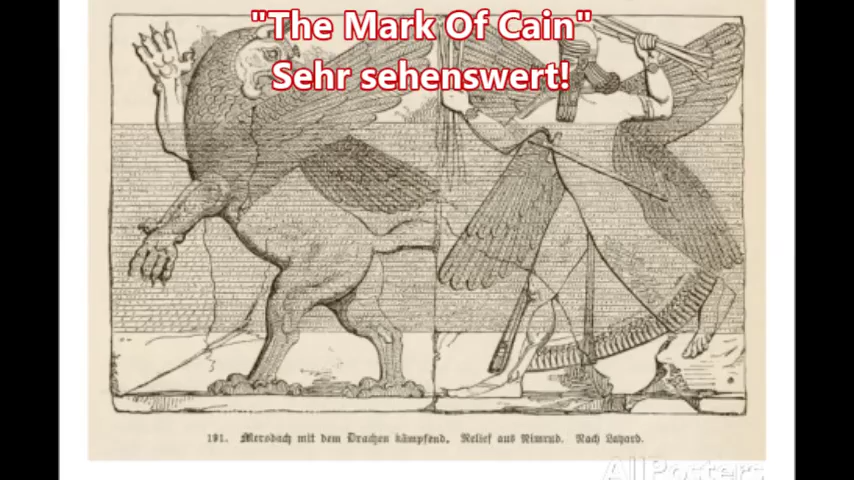 "The Mark Of Cain"
Sehr sehenswert!
191. Merodach mit dem Drachen kämpfend. Relief aus Nimrud. Nach Layard.
AllPosters